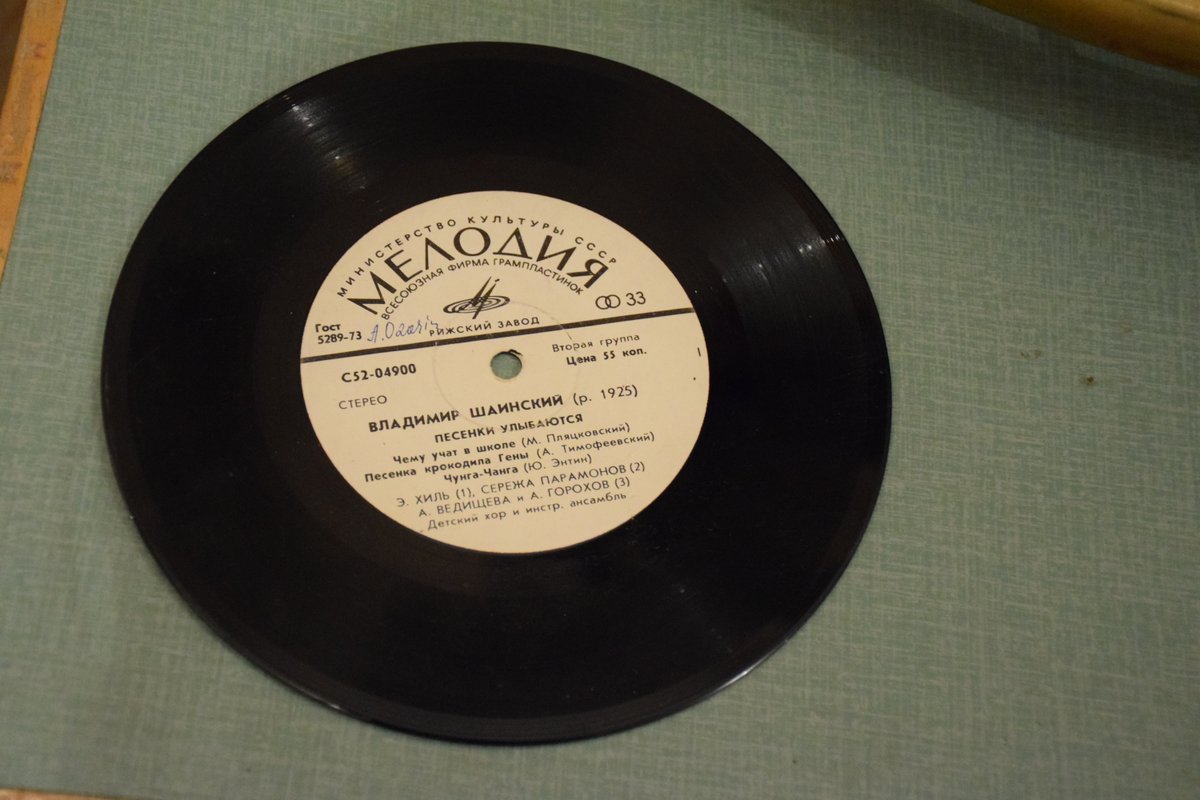 МИНИСТЕРСТВО КУЛЬТУРЫ СССР
МЕЛОДИЯ
ВСЕСОЮЗНАЯ ФИРМА ГРАМПЛАСТИНОК
33
Гост
5289-73
РИЖСКИЙ ЗАВОД
Вторая группа
Цена 55 коп.
С52-04900
СТЕРЕО
ВЛАДИМИР ШАИНСКИЙ (р. 1925)
ПЕСЕНКИ УЛЫБАЮТСЯ
Чему учат в школе (М. Пляцковский)
Песенка крокодила Гены (А. Тимофеевский)
Чунга-Чанга (Ю. Энтин)
Э. ХИЛЬ (1), СЕРЕЖА ПАРАМОНОВ (2)
А. ВЕДИЩЕВА и А. ГОРОХОВ (3)
Детский хор и инстр. ансамбль